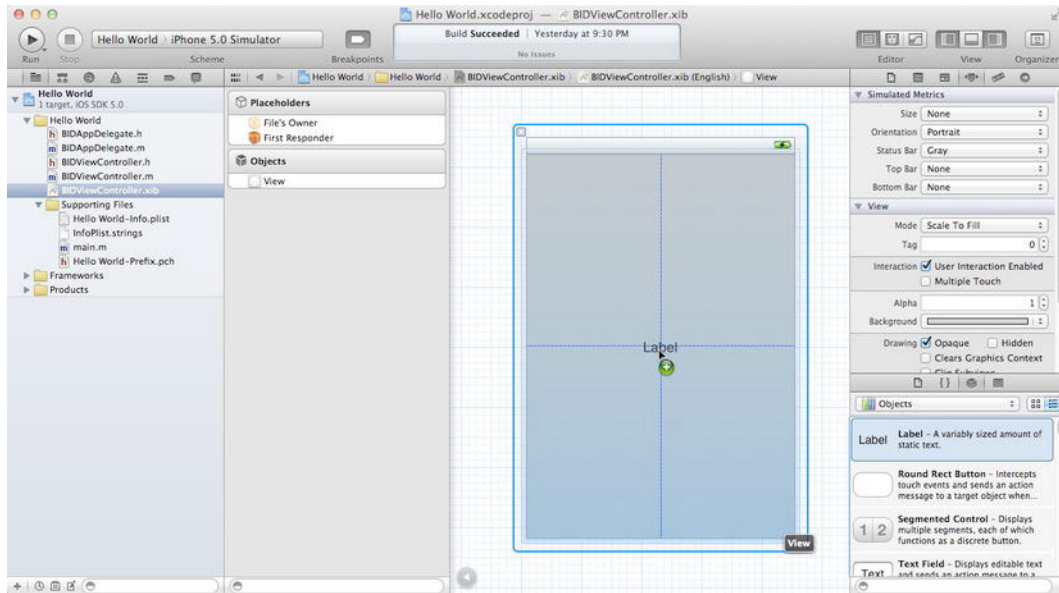 Hello World.xcodeproj — BIDViewController.xib
Hello World iPhone 5.0 Simulator
Build Succeeded Yesterday at 9:30 PM
No Issues
Run Stop Scheme Breakpoints Editor View Organizer
Hello World
1 target, iOS SDK 5.0
Hello World
BIDAppDelegate.h
BIDAppDelegate.m
BIDViewController.h
BIDViewController.m
BIDViewController.xib
Supporting Files
Hello World-Info.plist
InfoPlist.strings
main.m
Hello World-Prefix.pch
Frameworks
Products
Hello World Hello World BIDViewController.xib BIDViewController.xib (English) View
Placeholders
File's Owner
First Responder
Objects
View
Label
View
Simulated Metrics
Size None
Orientation Portrait
Status Bar Gray
Top Bar None
Bottom Bar None
View
Mode Scale To Fill
Tag 0
Interaction User Interaction Enabled
Multiple Touch
Alpha 1
Background
Drawing Opaque Hidden
Clears Graphics Context
Clip Subviews
Objects
Label
Label – A variably sized amount of
static text.
Round Rect Button – Intercepts
touch events and sends an action
message to a target object when...
1 2
Segmented Control – Displays
multiple segments, each of which
functions as a discrete button.
Text
Text Field – Displays editable text
and sends an action message to a